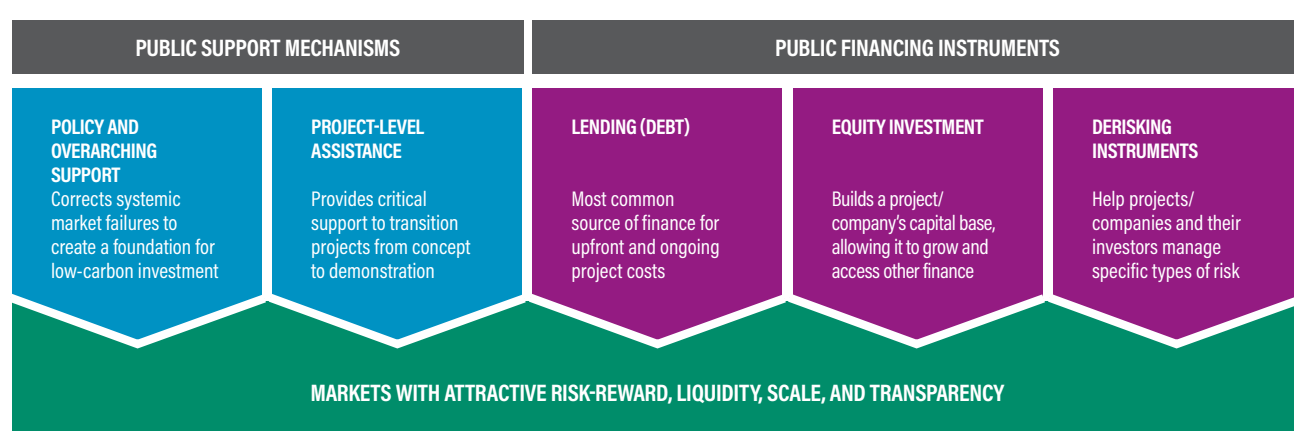 PUBLIC SUPPORT MECHANISMS
PUBLIC FINANCING INSTRUMENTS
POLICY AND
OVERARCHING
SUPPORT
Corrects systemic
market failures to
create a foundation for
low-carbon investment
PROJECT-LEVEL
ASSISTANCE
Provides critical
support to transition
projects from concept
to demonstration
LENDING (DEBT)
Most common
source of finance for
upfront and ongoing
project costs
EQUITY INVESTMENT
Builds a project/
company's capital base,
allowing it to grow and
access other finance
DERISKING
INSTRUMENTS
Help projects/
companies and their
investors manage
specific types of risk
MARKETS WITH ATTRACTIVE RISK-REWARD, LIQUIDITY, SCALE, AND TRANSPARENCY